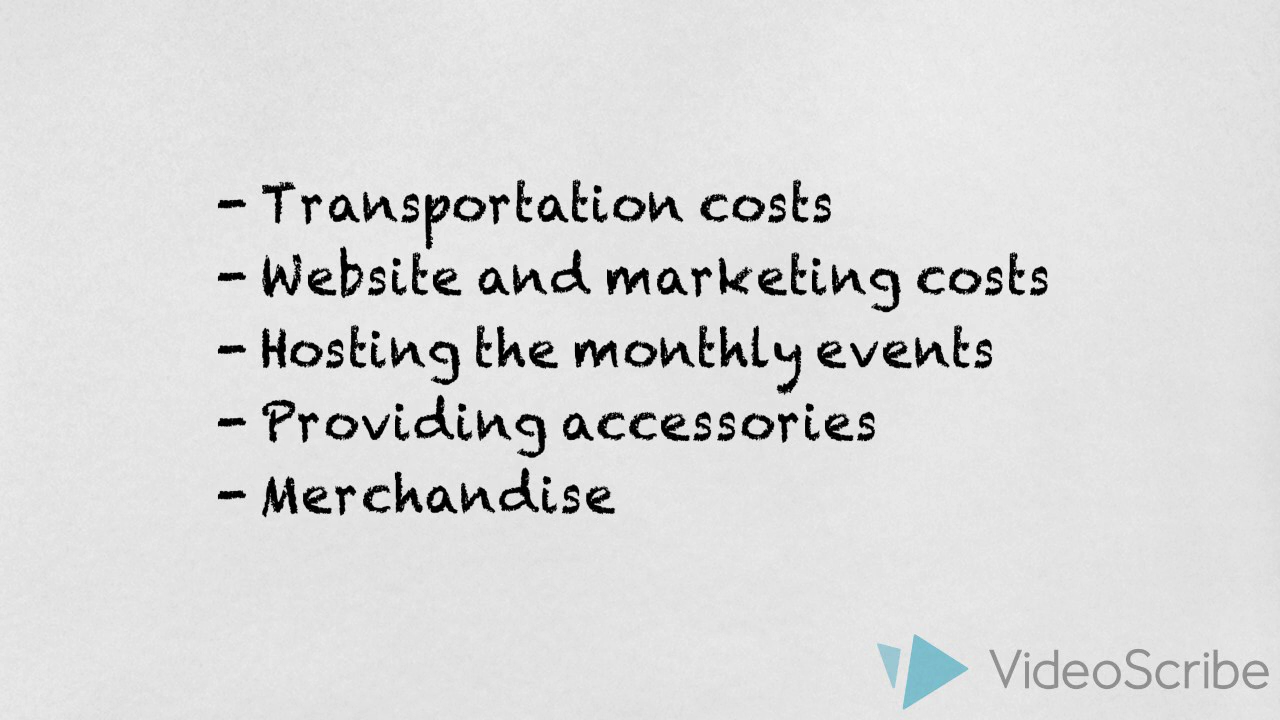 - Transportation costs
- Website and marketing costs
- Hosting the monthly events
- Providing accessories
- Merchandise
VideoScribe